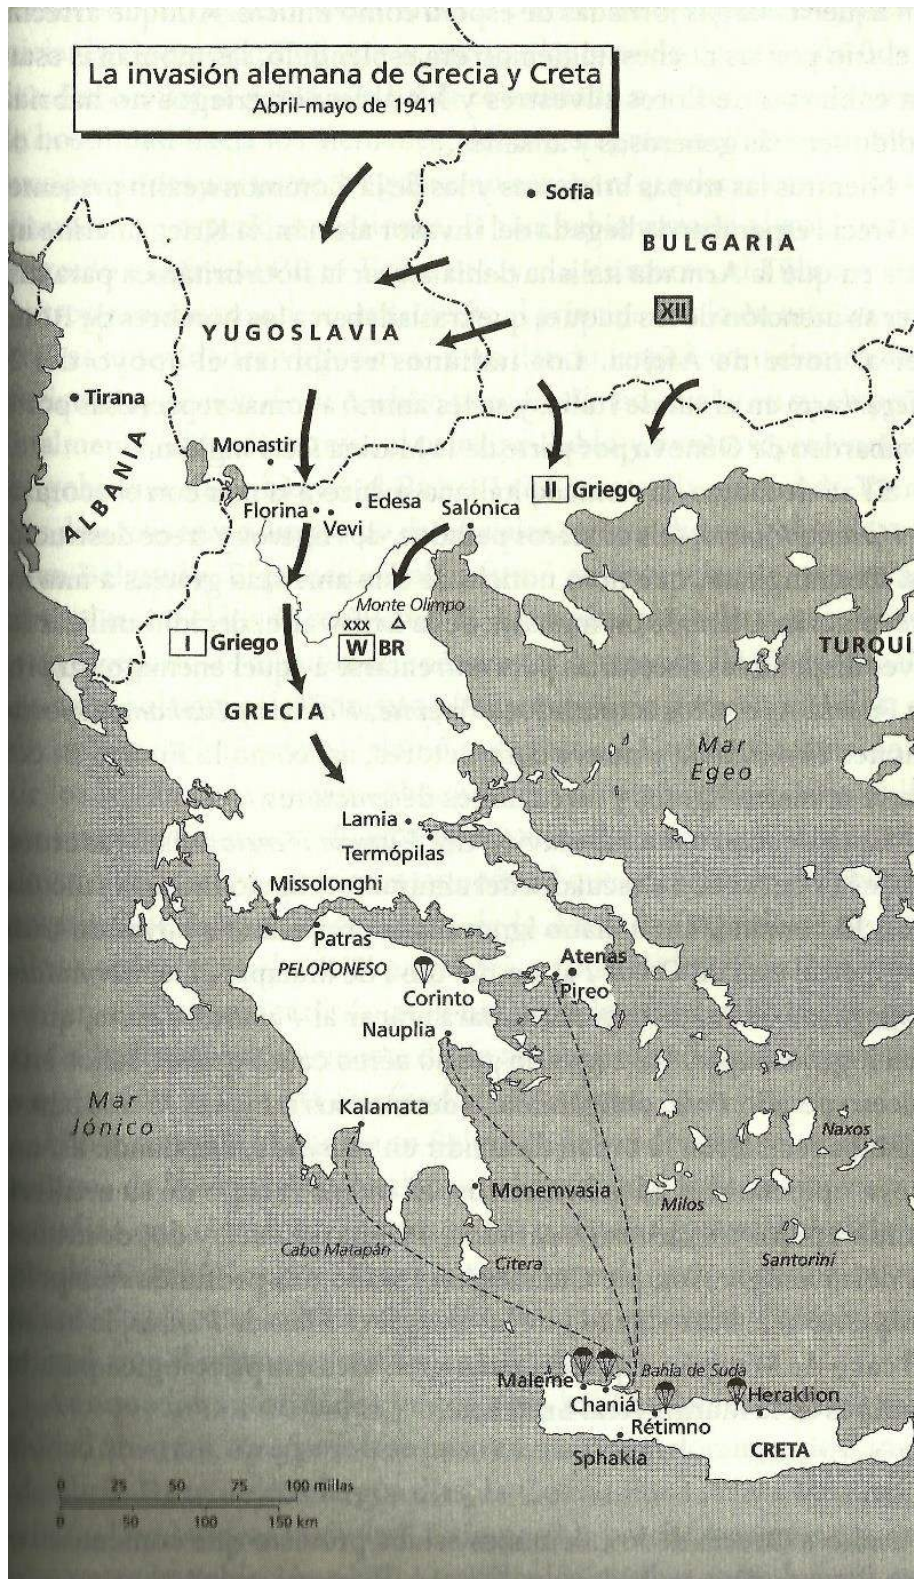 La invasión alemana de Grecia y Creta
Abril-mayo de 1941
Sofia
BULGARIA
XII
YUGOSLAVIA
Tirana
ALBANIA
Monastir
II Griego
Florina
Edesa
Vevi
Salónica
Monte Olimpo
XXX
I Griego
W BR
TURQUÍ
GRECIA
Mar
Egeo
Lamia
Termópilas
Missolonghi
Patras
Atenas
PELOPONESO
Corinto
Pireo
Nauplia
Mar
Jónico
Kalamata
Naxos
Monemvasia
Milos
Cabo Matapán
Citera
Santorini
Maleme
Bahía de Suda
Chaniá
Heraklion
Rétimno
Sphakia
CRETA
0 25 50 75 100 millas
0 50 100 150 km